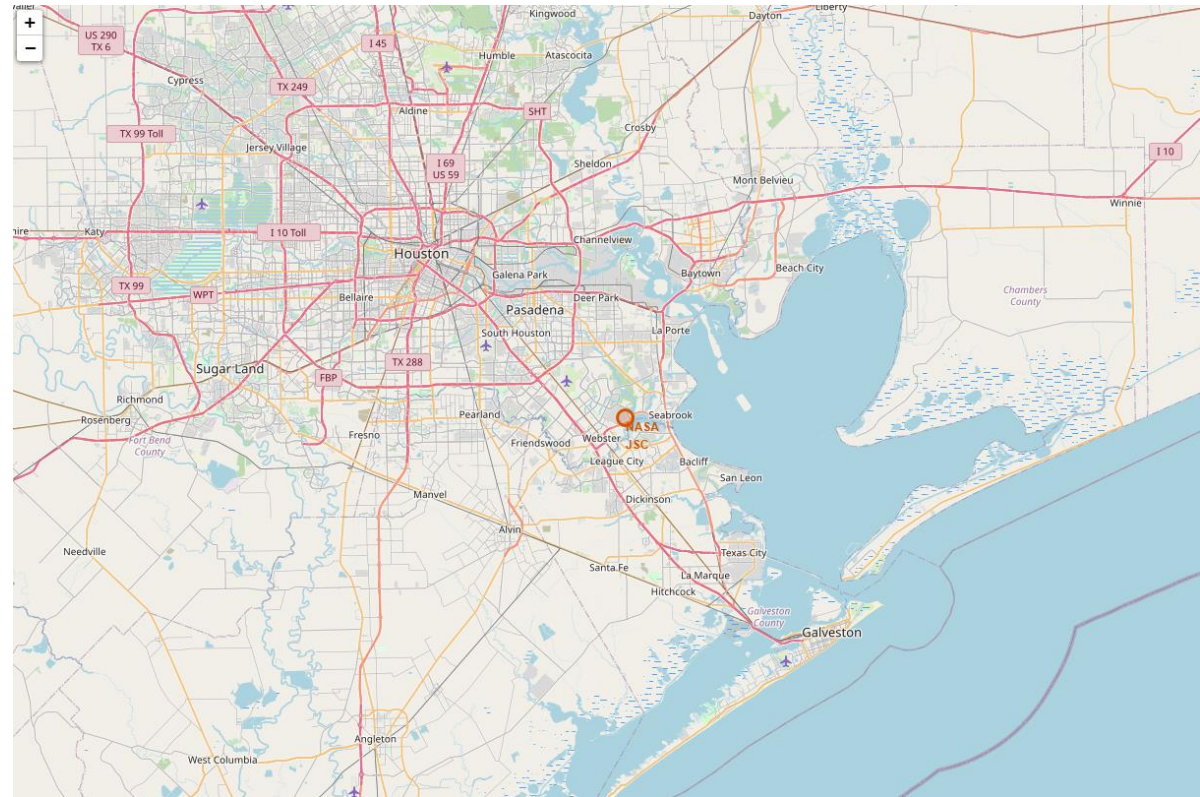 +
−
Kingwood
Liberty
Dayton
US 290
TX 6
I 45
Humble
Atascocita
Cypress
TX 249
Aldine
SHT
Crosby
TX 99 Toll
Jersey Village
I 69
US 59
Sheldon
I 10
Mont Belvieu
Winnie
Katy
I 10 Toll
Houston
Channelview
Galena Park
Baytown
Beach City
TX 99
WPT
Bellaire
Deer Park
Chambers
County
Pasadena
South Houston
La Porte
Sugar Land
TX 288
FBP
Richmond
Rosenberg
Pearland
Seabrook
NASA
JSC
Fort Bend
County
Fresno
Friendswood
Webster
League City
Bacliff
San Leon
Manvel
Dickinson
Alvin
Needville
Texas City
Santa Fe
La Marque
Hitchcock
Galveston
County
Galveston
Angleton
West Columbia